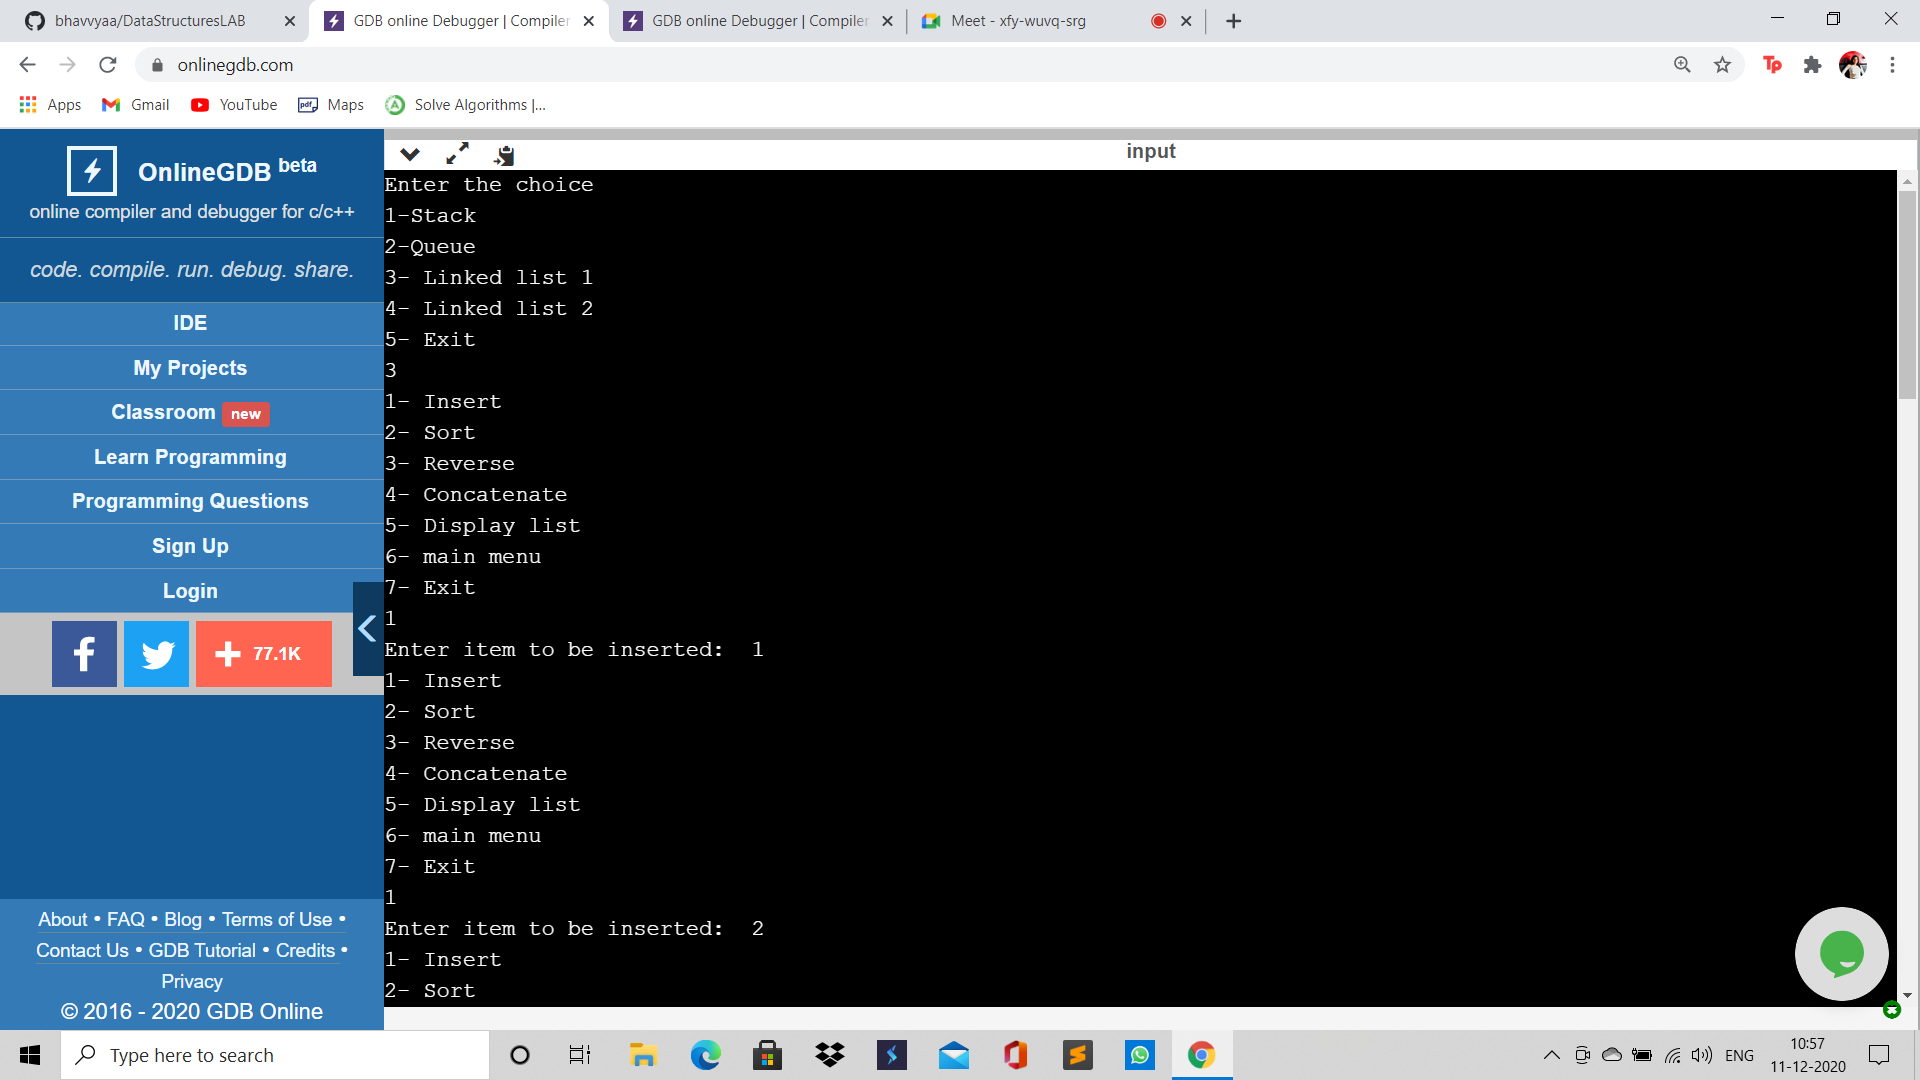 bhavvyaa/DataStructuresLAB
GDB online Debugger | Compiler
GDB online Debugger | Compiler
Meet - xfy-wuvq-srg
onlinegdb.com
Tp
Apps
Gmail
YouTube
pdf
Maps
Solve Algorithms |...
OnlineGDB beta
online compiler and debugger for c/c++
code. compile. run. debug. share.
IDE
My Projects
Classroom new
Learn Programming
Programming Questions
Sign Up
Login
77.1K
About • FAQ • Blog • Terms of Use •
Contact Us • GDB Tutorial • Credits •
Privacy
© 2016 - 2020 GDB Online
input
Enter the choice
1-Stack
2-Queue
3- Linked list 1
4- Linked list 2
5- Exit
3
1- Insert
2- Sort
3- Reverse
4- Concatenate
5- Display list
6- main menu
7- Exit
1
Enter item to be inserted:  1
1- Insert
2- Sort
3- Reverse
4- Concatenate
5- Display list
6- main menu
7- Exit
1
Enter item to be inserted:  2
1- Insert
2- Sort
Type here to search
ENG
10:57
11-12-2020